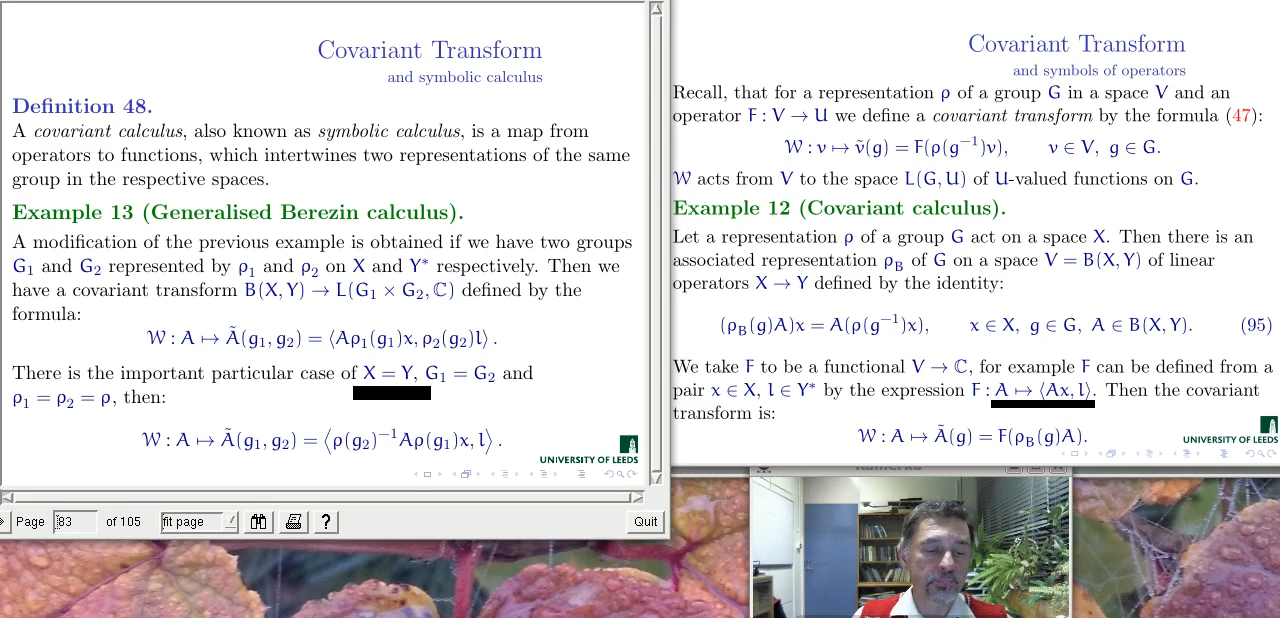 Covariant Transform
and symbolic calculus
Definition 48.
A covariant calculus, also known as symbolic calculus, is a map from
operators to functions, which intertwines two representations of the same
group in the respective spaces.
Example 13 (Generalised Berezin calculus).
A modification of the previous example is obtained if we have two groups
G₁ and G₂ represented by ρ₁ and ρ₂ on X and Y* respectively. Then we
have a covariant transform B(X, Y) → L(G₁ × G₂, ℂ) defined by the
formula:
𝒲 : A ↦ Ã(g₁, g₂) = ⟨Aρ₁(g₁)x, ρ₂(g₂)l⟩ .
There is the important particular case of X = Y, G₁ = G₂ and
ρ₁ = ρ₂ = ρ, then:
𝒲 : A ↦ Ã(g₁, g₂) = ⟨ρ(g₂)⁻¹Aρ(g₁)x, l⟩ .
UNIVERSITY OF LEEDS
Page 83 of 105 fit page ? Quit
Covariant Transform
and symbols of operators
Recall, that for a representation ρ of a group G in a space V and an
operator F : V → U we define a covariant transform by the formula (47):
𝒲 : v ↦ ṽ(g) = F(ρ(g⁻¹)v), v ∈ V, g ∈ G.
𝒲 acts from V to the space L(G, U) of U-valued functions on G.
Example 12 (Covariant calculus).
Let a representation ρ of a group G act on a space X. Then there is an
associated representation ρ_B of G on a space V = B(X, Y) of linear
operators X → Y defined by the identity:
(ρ_B(g)A)x = A(ρ(g⁻¹)x), x ∈ X, g ∈ G, A ∈ B(X, Y). (95)
We take F to be a functional V → ℂ, for example F can be defined from a
pair x ∈ X, l ∈ Y* by the expression F : A ↦ ⟨Ax, l⟩. Then the covariant
transform is:
𝒲 : A ↦ Ã(g) = F(ρ_B(g)A).
UNIVERSITY OF LEEDS